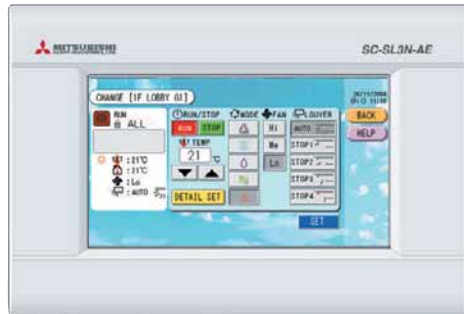 MITSUBISHI
SC-SL3N-AE
CHANGE [1F LOBBY G1]
RUN
ALL
RUN/STOP
MODE
FAN
LOUVER
BACK
HELP
RUN
STOP
Hi
Me
Lo
AUTO
STOP1
STOP2
STOP3
STOP4
TEMP
21 ℃
:21℃
:21℃
:Lo
:AUTO
DETAIL SET
SET